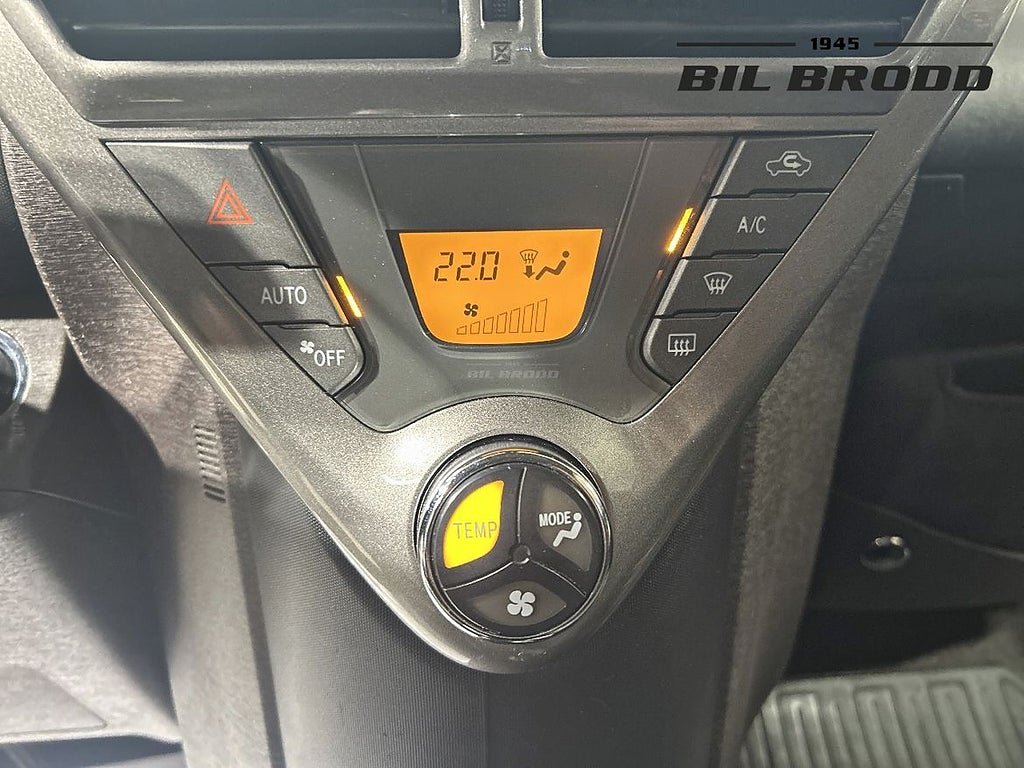 1945
BIL BRODD
A/C
22.0
AUTO
OFF
BIL BRODD
MODE
TEMP